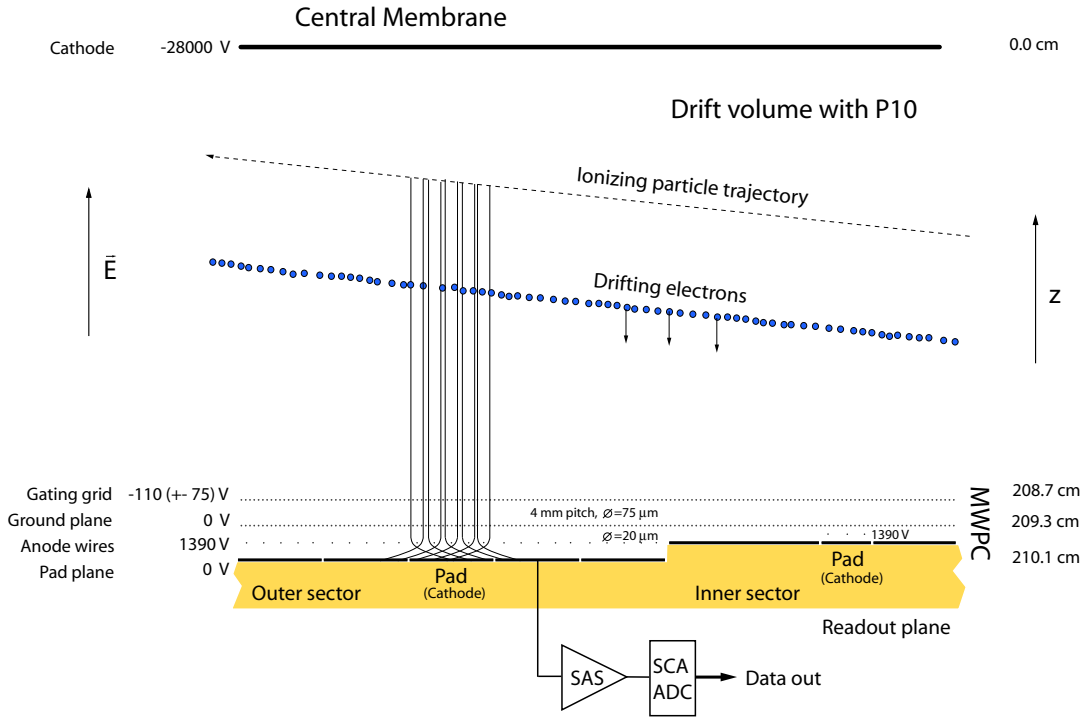 Central Membrane
Cathode -28000 V 0.0 cm
Drift volume with P10
Ionizing particle trajectory
Ē
z
Drifting electrons
Gating grid -110 (+- 75) V 208.7 cm
4 mm pitch, Ø=75 μm
Ground plane 0 V 209.3 cm
Ø=20 μm
Anode wires 1390 V 1390 V
MWPC
Pad plane 0 V 210.1 cm
Pad
(Cathode)
Pad
(Cathode)
Outer sector Inner sector
Readout plane
SAS
SCA
ADC
Data out